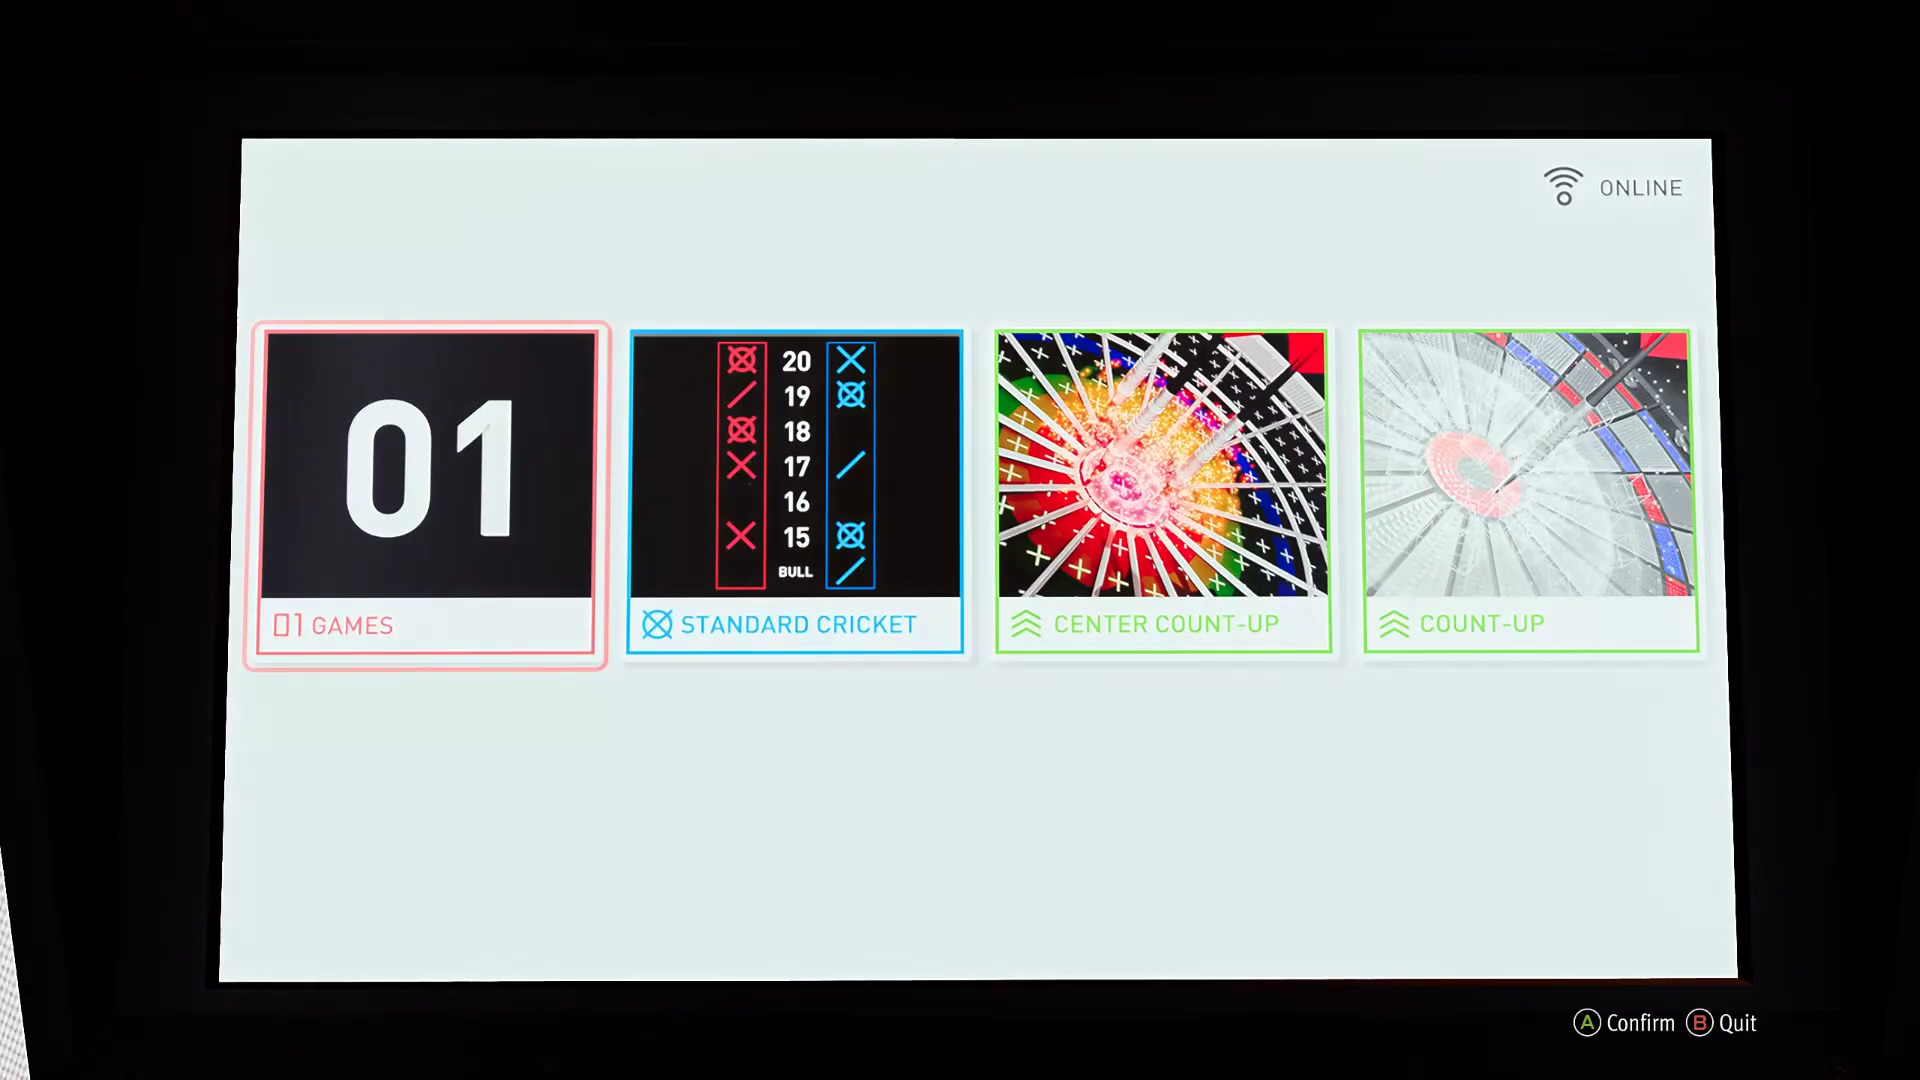 ONLINE
01
20
19
18
17
16
15
BULL
01 GAMES
STANDARD CRICKET
CENTER COUNT-UP
COUNT-UP
A Confirm B Quit